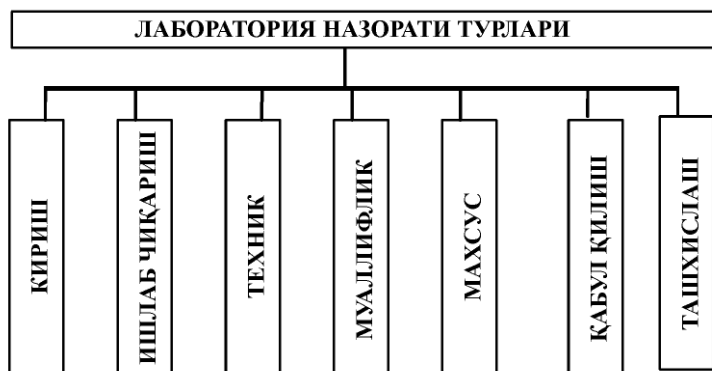 ЛАБОРАТОРИЯ НАЗОРАТИ ТУРЛАРИ
КИРИШ
ИШЛАБ ЧИҚАРИШ
ТЕХНИК
МУАЛЛИФЛИК
МАХСУС
ҚАБУЛ ҚИЛИШ
ТАШХИСЛАШ